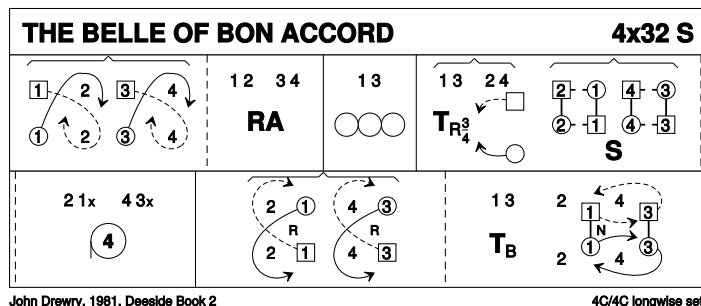 THE BELLE OF BON ACCORD 4x32 S
1 2 3 4
1 2 3 4
1 2 3 4
RA
1 3
1 3 2 4
T R 3/4
2 1 4 3
2 1 4 3
S
2 1x 4 3x
4
2 1 4 3
R R
2 1 4 3
1 3
T B
2 4
1 3
N
1 3
2 4
John Drewry, 1981, Deeside Book 2 4C/4C longwise set